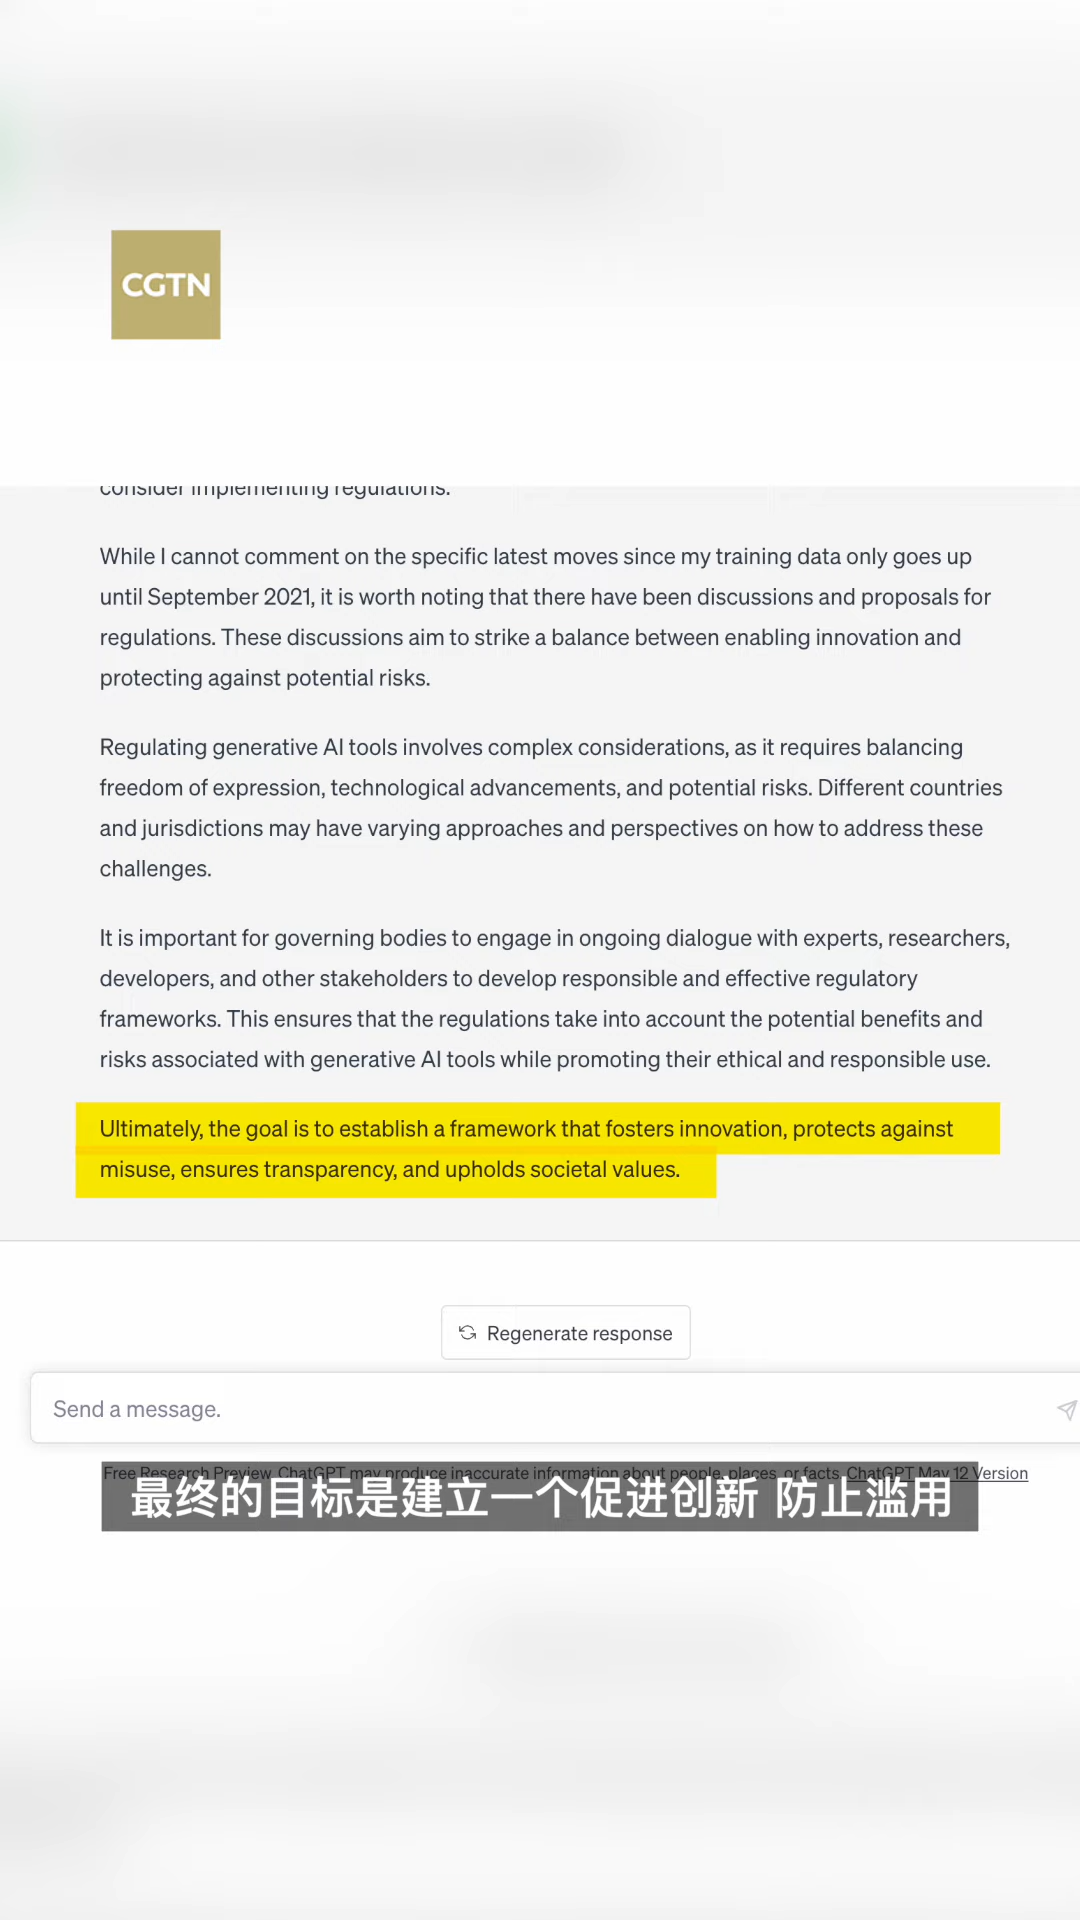 CGTN
consider implementing regulations.
While I cannot comment on the specific latest moves since my training data only goes up
until September 2021, it is worth noting that there have been discussions and proposals for
regulations. These discussions aim to strike a balance between enabling innovation and
protecting against potential risks.
Regulating generative AI tools involves complex considerations, as it requires balancing
freedom of expression, technological advancements, and potential risks. Different countries
and jurisdictions may have varying approaches and perspectives on how to address these
challenges.
It is important for governing bodies to engage in ongoing dialogue with experts, researchers,
developers, and other stakeholders to develop responsible and effective regulatory
frameworks. This ensures that the regulations take into account the potential benefits and
risks associated with generative AI tools while promoting their ethical and responsible use.
Ultimately, the goal is to establish a framework that fosters innovation, protects against
misuse, ensures transparency, and upholds societal values.
Regenerate response
Send a message.
Free Research Preview. ChatGPT may produce inaccurate information about people, places, or facts. ChatGPT May 12 Version
最终的目标是建立一个促进创新 防止滥用